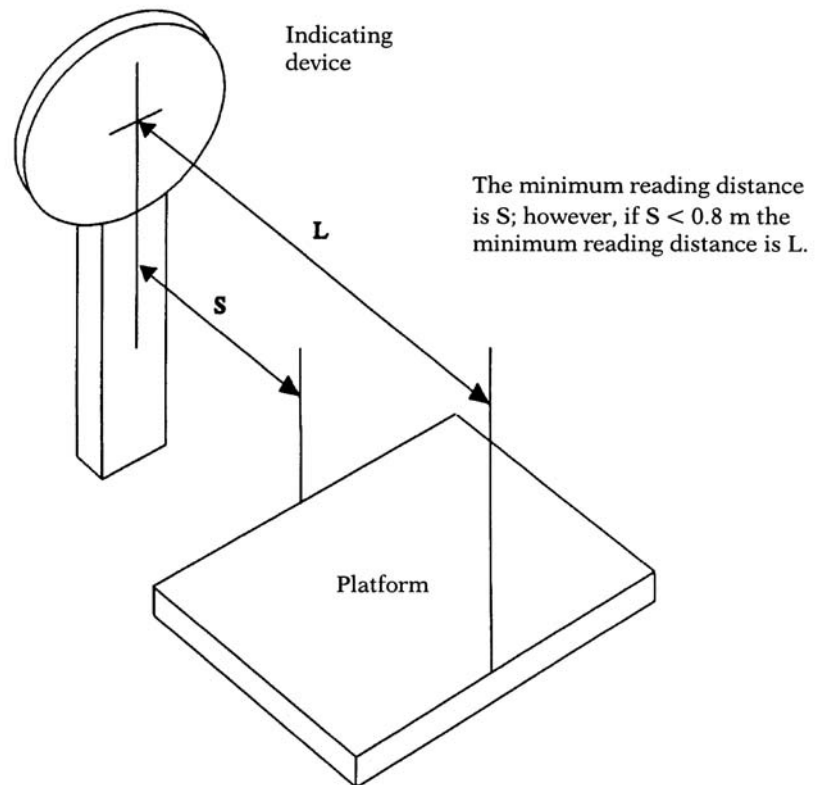 Indicating
device
The minimum reading distance
is S; however, if S < 0.8 m the
minimum reading distance is L.
L
S
Platform